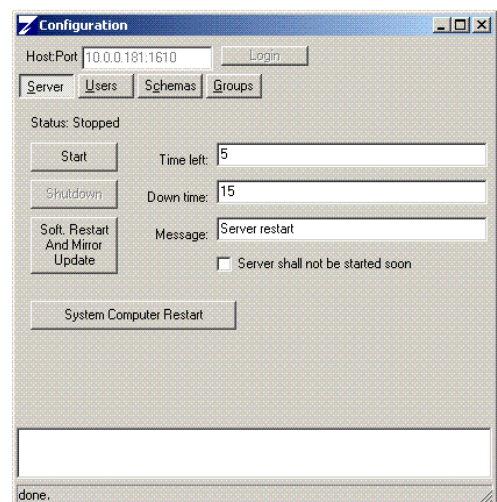 Configuration
Host:Port 10.0.0.181:1610 Login
Server Users Schemas Groups
Status: Stopped
Start Time left: 5
Shutdown Down time: 15
Soft. Restart
And Mirror
Update
Message: Server restart
Server shall not be started soon
System Computer Restart
done.